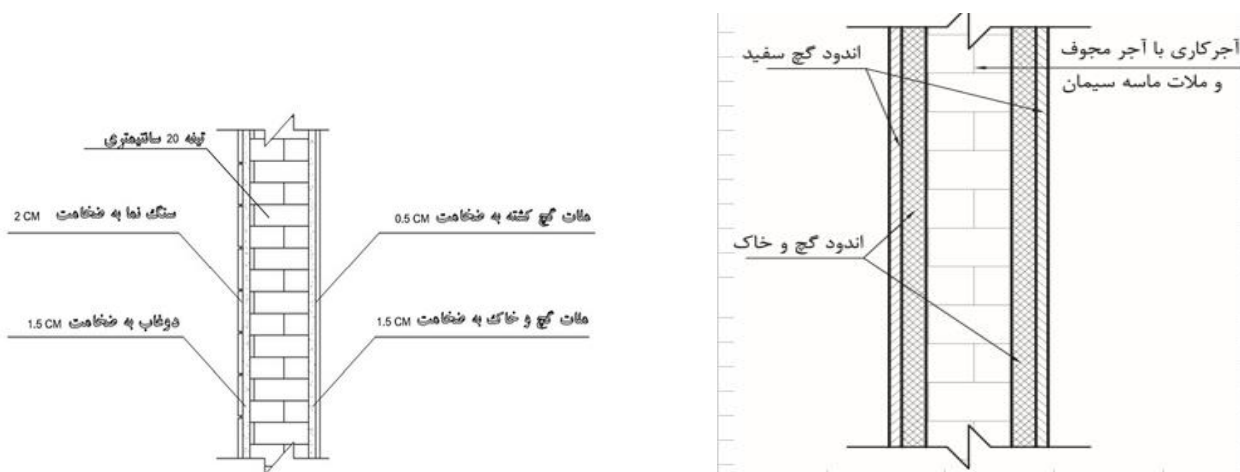 تیغه 20 سانتیمتری
سنگ نما به ضخامت 2 CM
دوغاب به ضخامت 1.5 CM
ملات گچ کشته به ضخامت 0.5 CM
ملات گچ و خاک به ضخامت 1.5 CM
اندود گچ سفید
اندود گچ و خاک
آجرکاری با آجر مجوف
و ملات ماسه سیمان